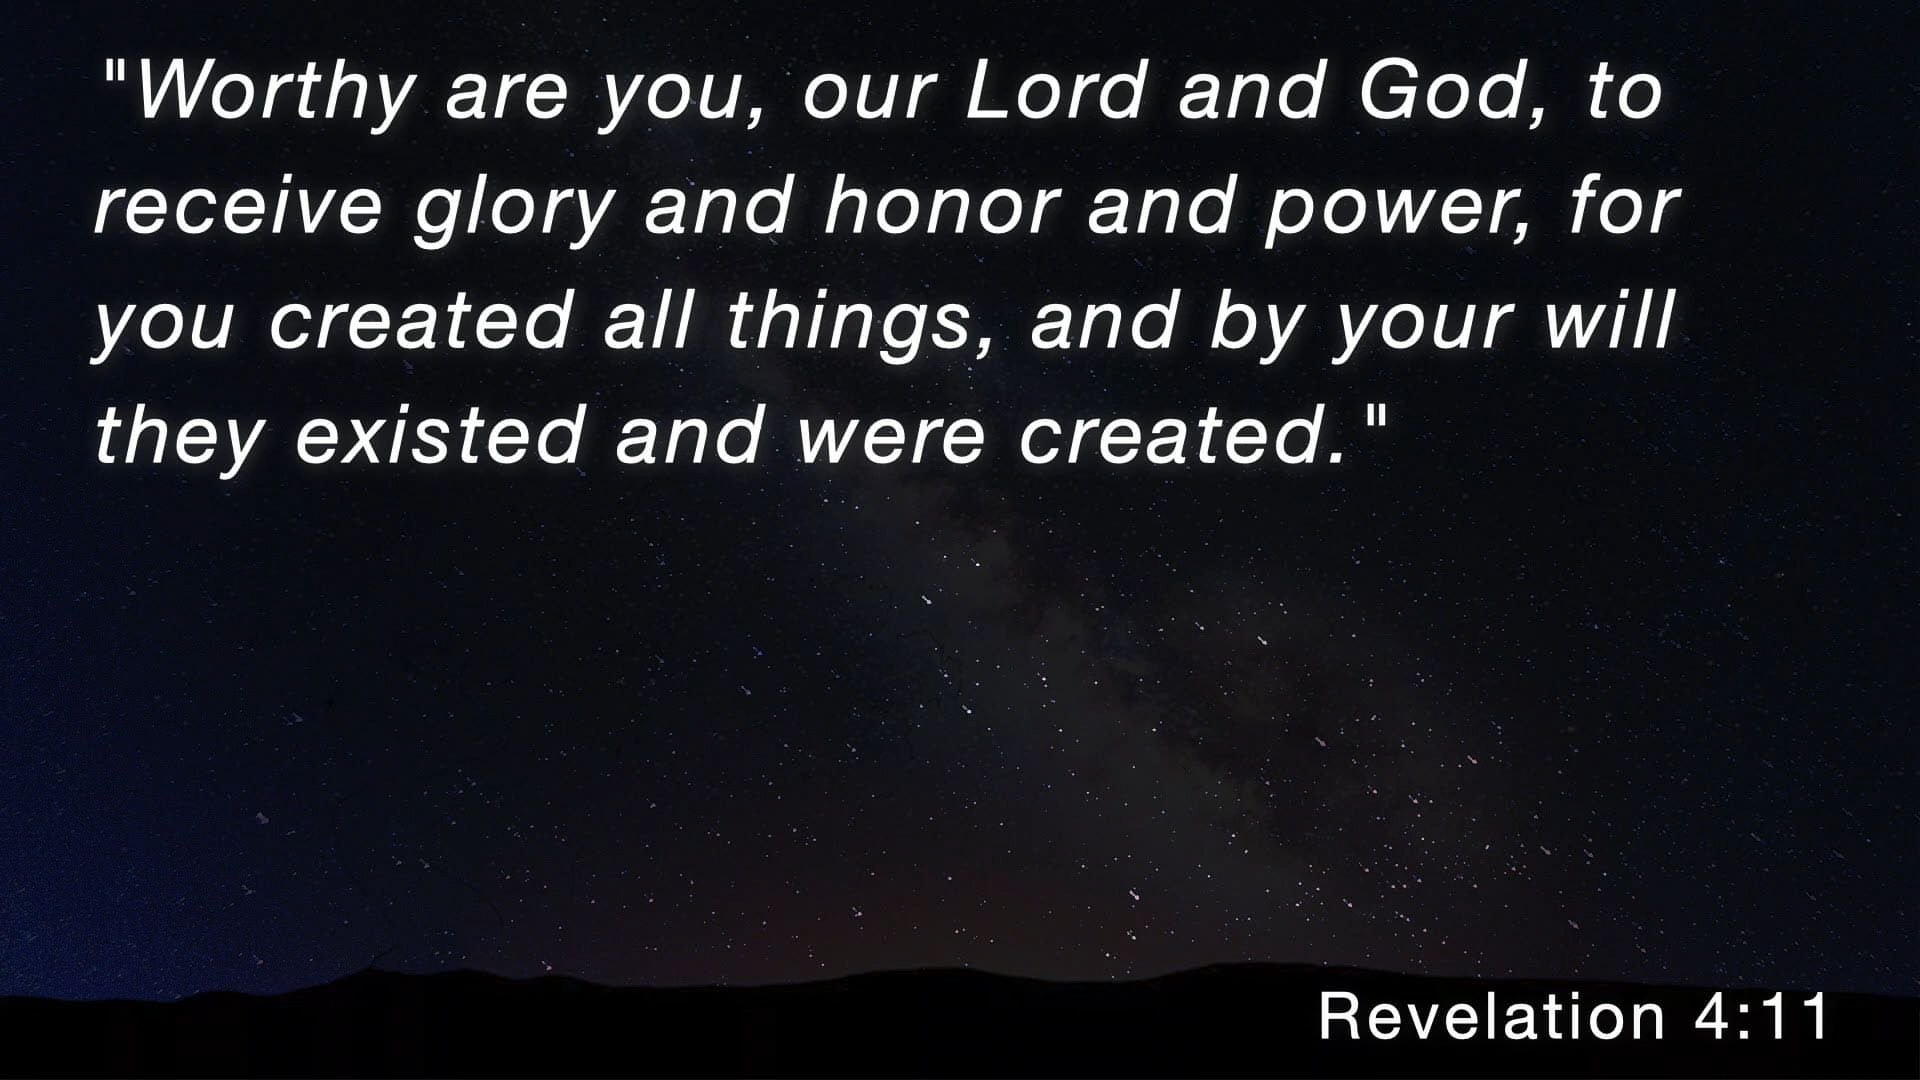 "Worthy are you, our Lord and God, to
receive glory and honor and power, for
you created all things, and by your will
they existed and were created."
Revelation 4:11